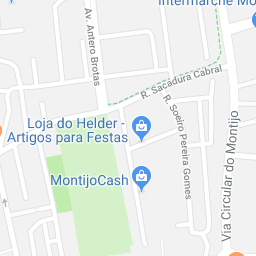 Intermarché Mon
Av. Antero Brotas
R. Sacadura Cabral
Loja do Helder -
Artigos para Festas
R. Soeiro Pereira Gomes
MontijoCash
Via Circular do Montijo